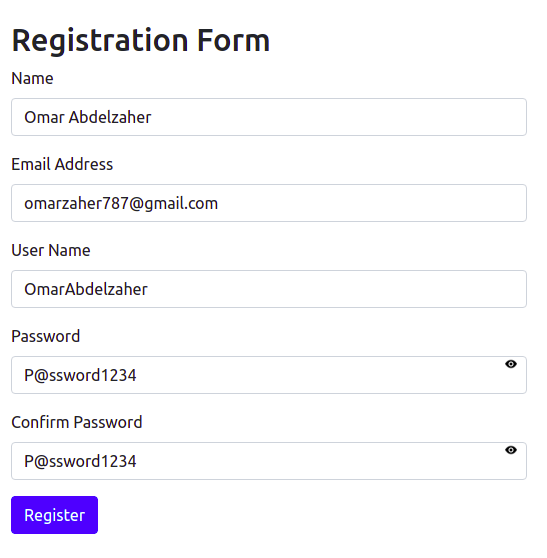 Registration Form
Name
Omar Abdelzaher
Email Address
omarzaher787@gmail.com
User Name
OmarAbdelzaher
Password
P@ssword1234
Confirm Password
P@ssword1234
Register